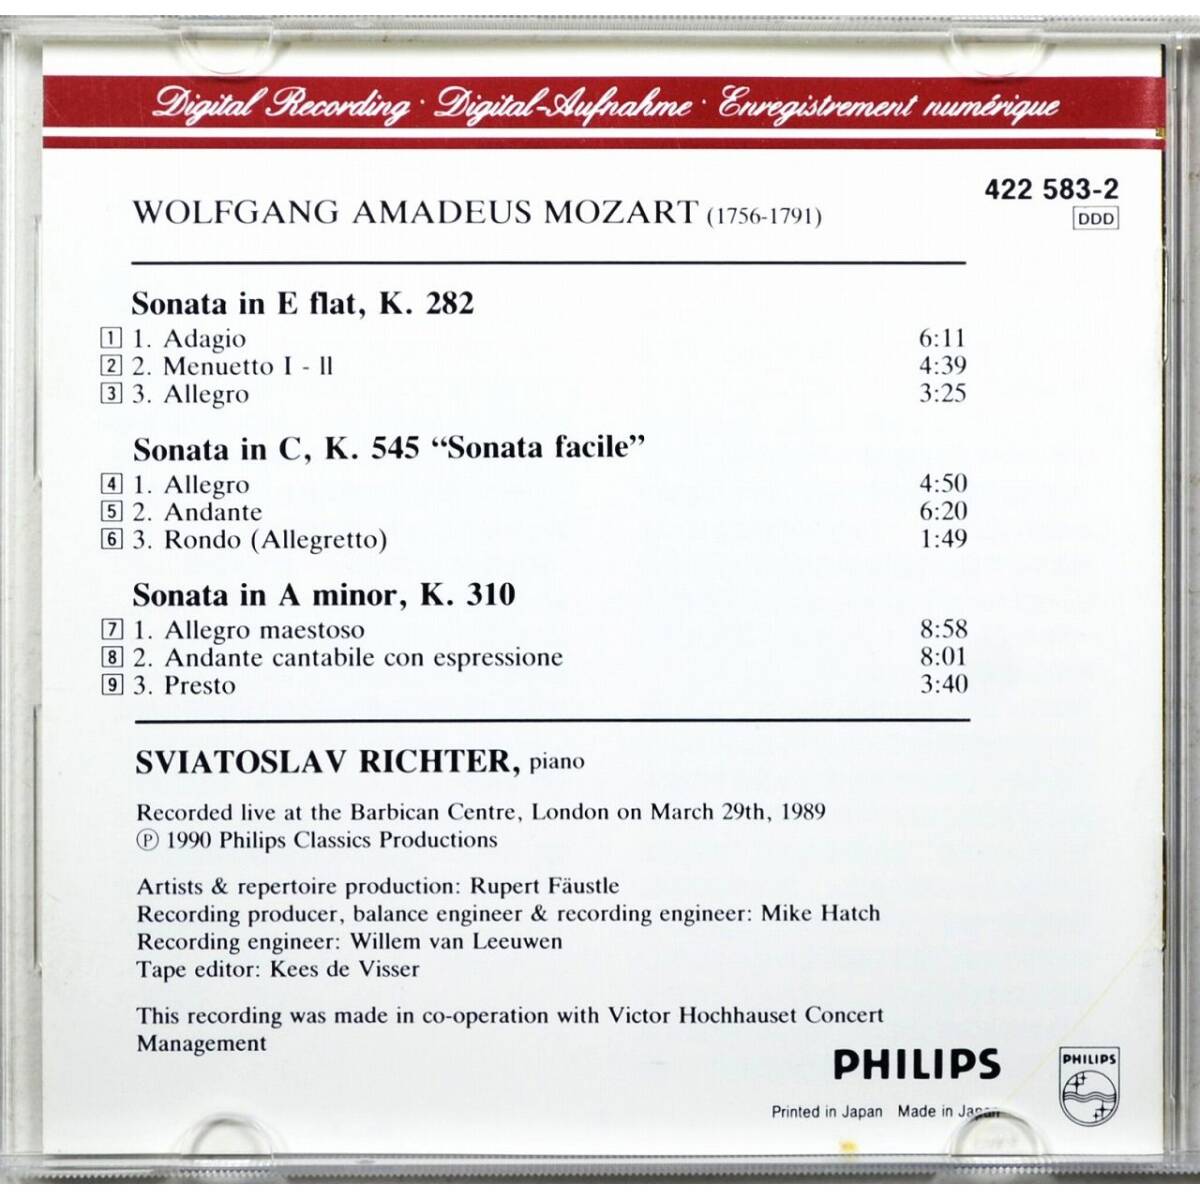 Digital Recording · Digital-Aufnahme · Enregistrement numérique
422 583-2
DDD
WOLFGANG AMADEUS MOZART (1756-1791)
Sonata in E flat, K. 282
1 1. Adagio 6:11
2 2. Menuetto I - II 4:39
3 3. Allegro 3:25
Sonata in C, K. 545 “Sonata facile”
4 1. Allegro 4:50
5 2. Andante 6:20
6 3. Rondo (Allegretto) 1:49
Sonata in A minor, K. 310
7 1. Allegro maestoso 8:58
8 2. Andante cantabile con espressione 8:01
9 3. Presto 3:40
SVIATOSLAV RICHTER, piano
Recorded live at the Barbican Centre, London on March 29th, 1989
Ⓟ 1990 Philips Classics Productions
Artists & repertoire production: Rupert Fäustle
Recording producer, balance engineer & recording engineer: Mike Hatch
Recording engineer: Willem van Leeuwen
Tape editor: Kees de Visser
This recording was made in co-operation with Victor Hochhauset Concert
Management
PHILIPS
PHILIPS
Printed in Japan Made in Japan